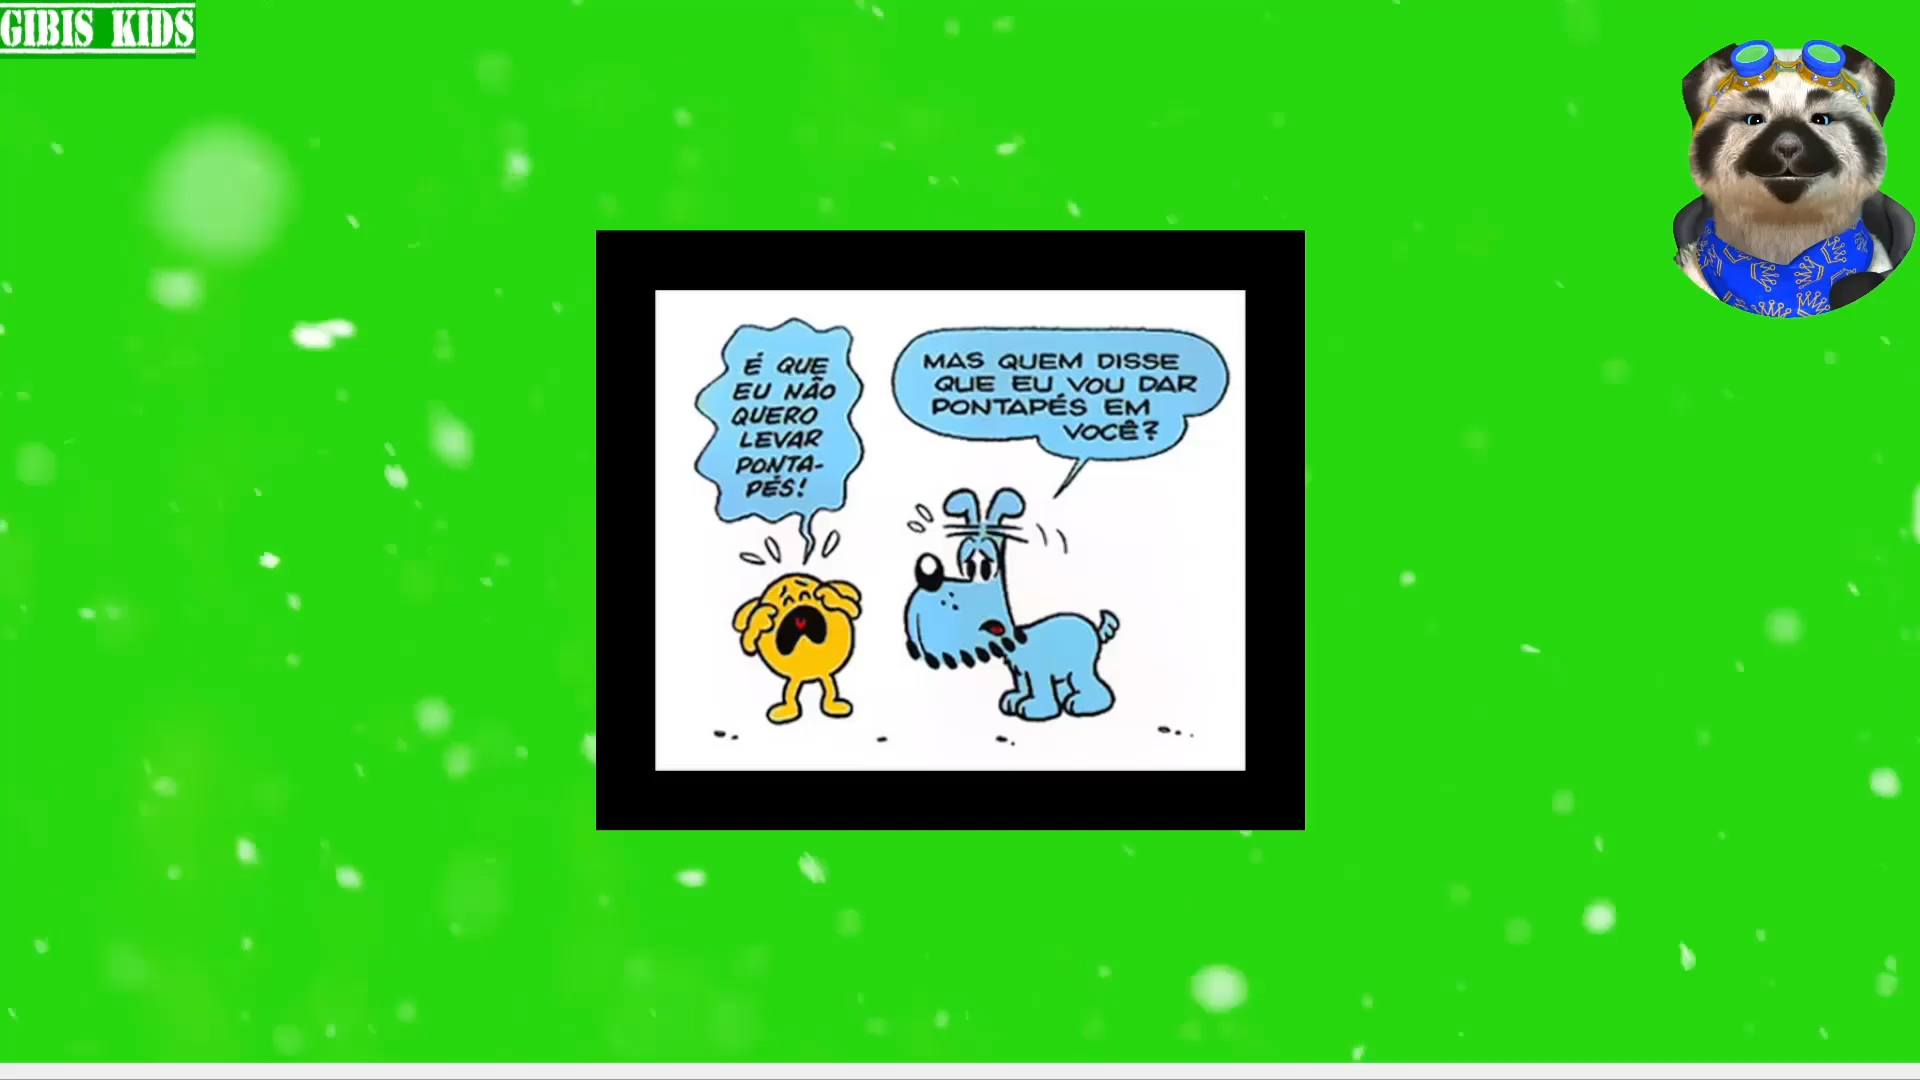 GIBIS KIDS
É QUE
EU NÃO
QUERO
LEVAR
PONTA-
PÉS!
MAS QUEM DISSE
QUE EU VOU DAR
PONTAPÉS EM
VOCÊ?